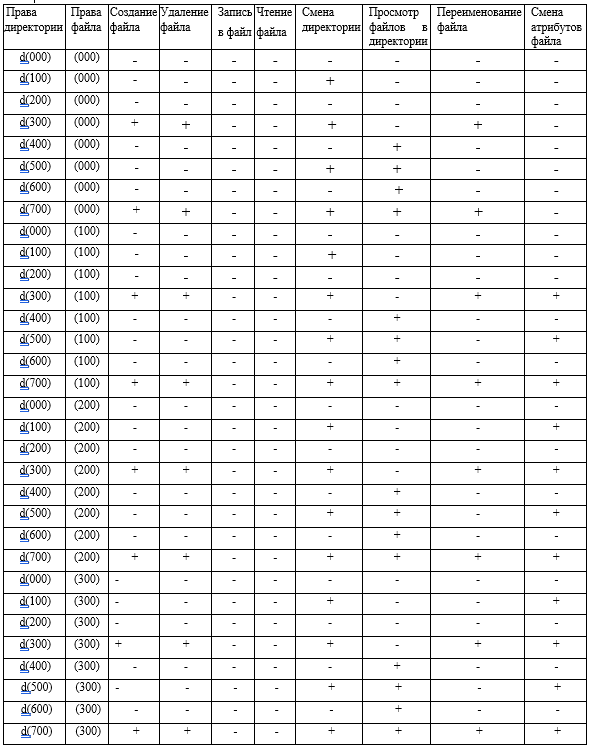 Права директории	Права файла	Создание файла	Удаление файла	Запись в файл	Чтение файла	Смена директории	Просмотр файлов в директории	Переименование файла	Смена атрибутов файла
d(000) (000) - - - - - - - -
d(100) (000) - - - - + - - -
d(200) (000) - - - - - - - -
d(300) (000) + + - - + - + -
d(400) (000) - - - - - + - -
d(500) (000) - - - - + + - -
d(600) (000) - - - - - + - -
d(700) (000) + + - - + + + -
d(000) (100) - - - - - - - -
d(100) (100) - - - - + - - -
d(200) (100) - - - - - - - -
d(300) (100) + + - - + - + +
d(400) (100) - - - - - + - -
d(500) (100) - - - - + + - +
d(600) (100) - - - - - + - -
d(700) (100) + + - - + + + +
d(000) (200) - - - - - - - -
d(100) (200) - - - - + - - +
d(200) (200) - - - - - - - -
d(300) (200) + + - - + - + +
d(400) (200) - - - - - + - -
d(500) (200) - - - - + + - +
d(600) (200) - - - - - + - -
d(700) (200) + + - - + + + +
d(000) (300) - - - - - - - -
d(100) (300) - - - - + - - +
d(200) (300) - - - - - - - -
d(300) (300) + + - - + - + +
d(400) (300) - - - - - + - -
d(500) (300) - - - - + + - +
d(600) (300) - - - - - + - -
d(700) (300) + + - - + + + +